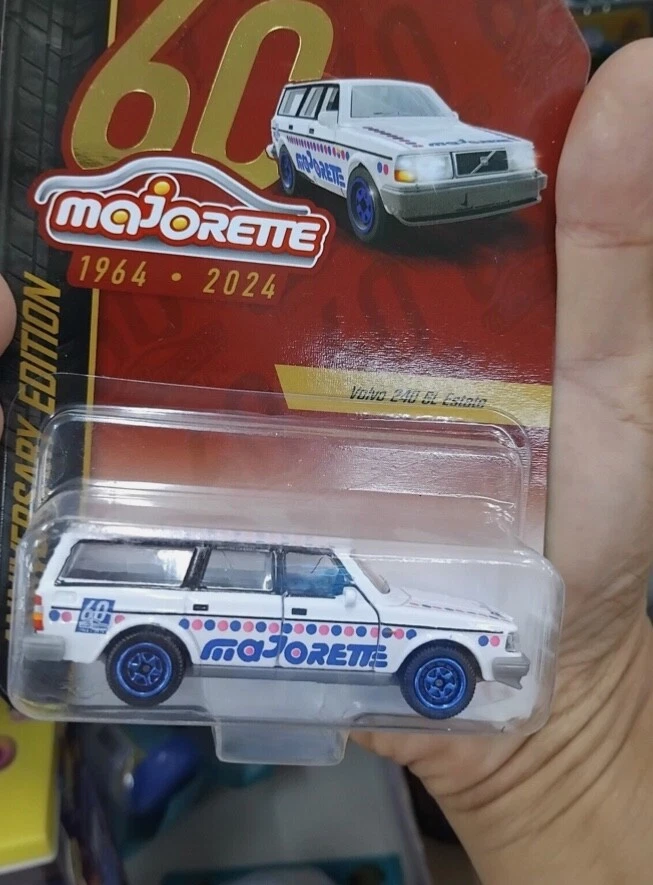 60
majorette
1964 • 2024
ANNIVERSARY EDITION
majorette
Volvo 240 GL Estate
60
majorette